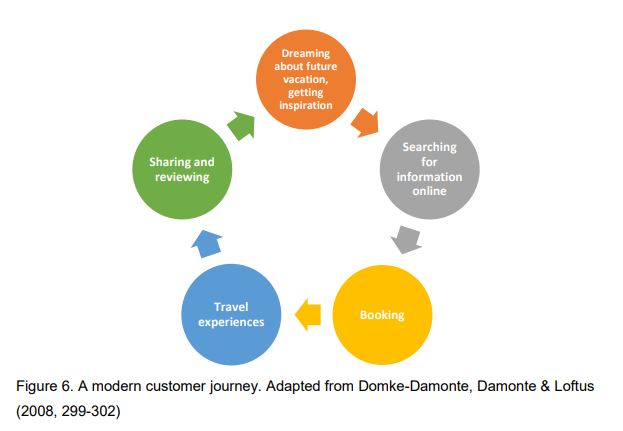 Dreaming
about future
vacation,
getting
inspiration
Searching
for
information
online
Booking
Travel
experiences
Sharing and
reviewing
Figure 6. A modern customer journey. Adapted from Domke-Damonte, Damonte & Loftus
(2008, 299-302)